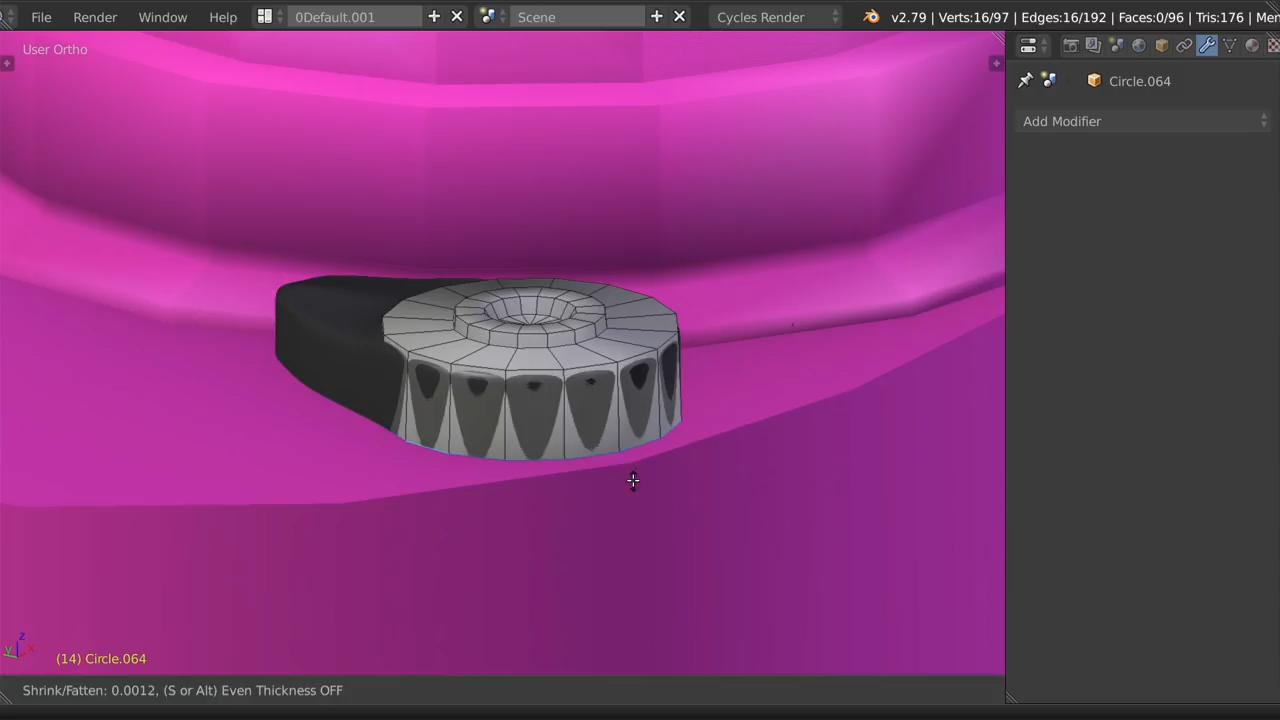 File Render Window Help 0Default.001 Scene Cycles Render v2.79 | Verts:16/97 | Edges:16/192 | Faces:0/96 | Tris:176 | Mer
User Ortho
Circle.064
Add Modifier
z
y x
(14) Circle.064
Shrink/Fatten: 0.0012, (S or Alt) Even Thickness OFF